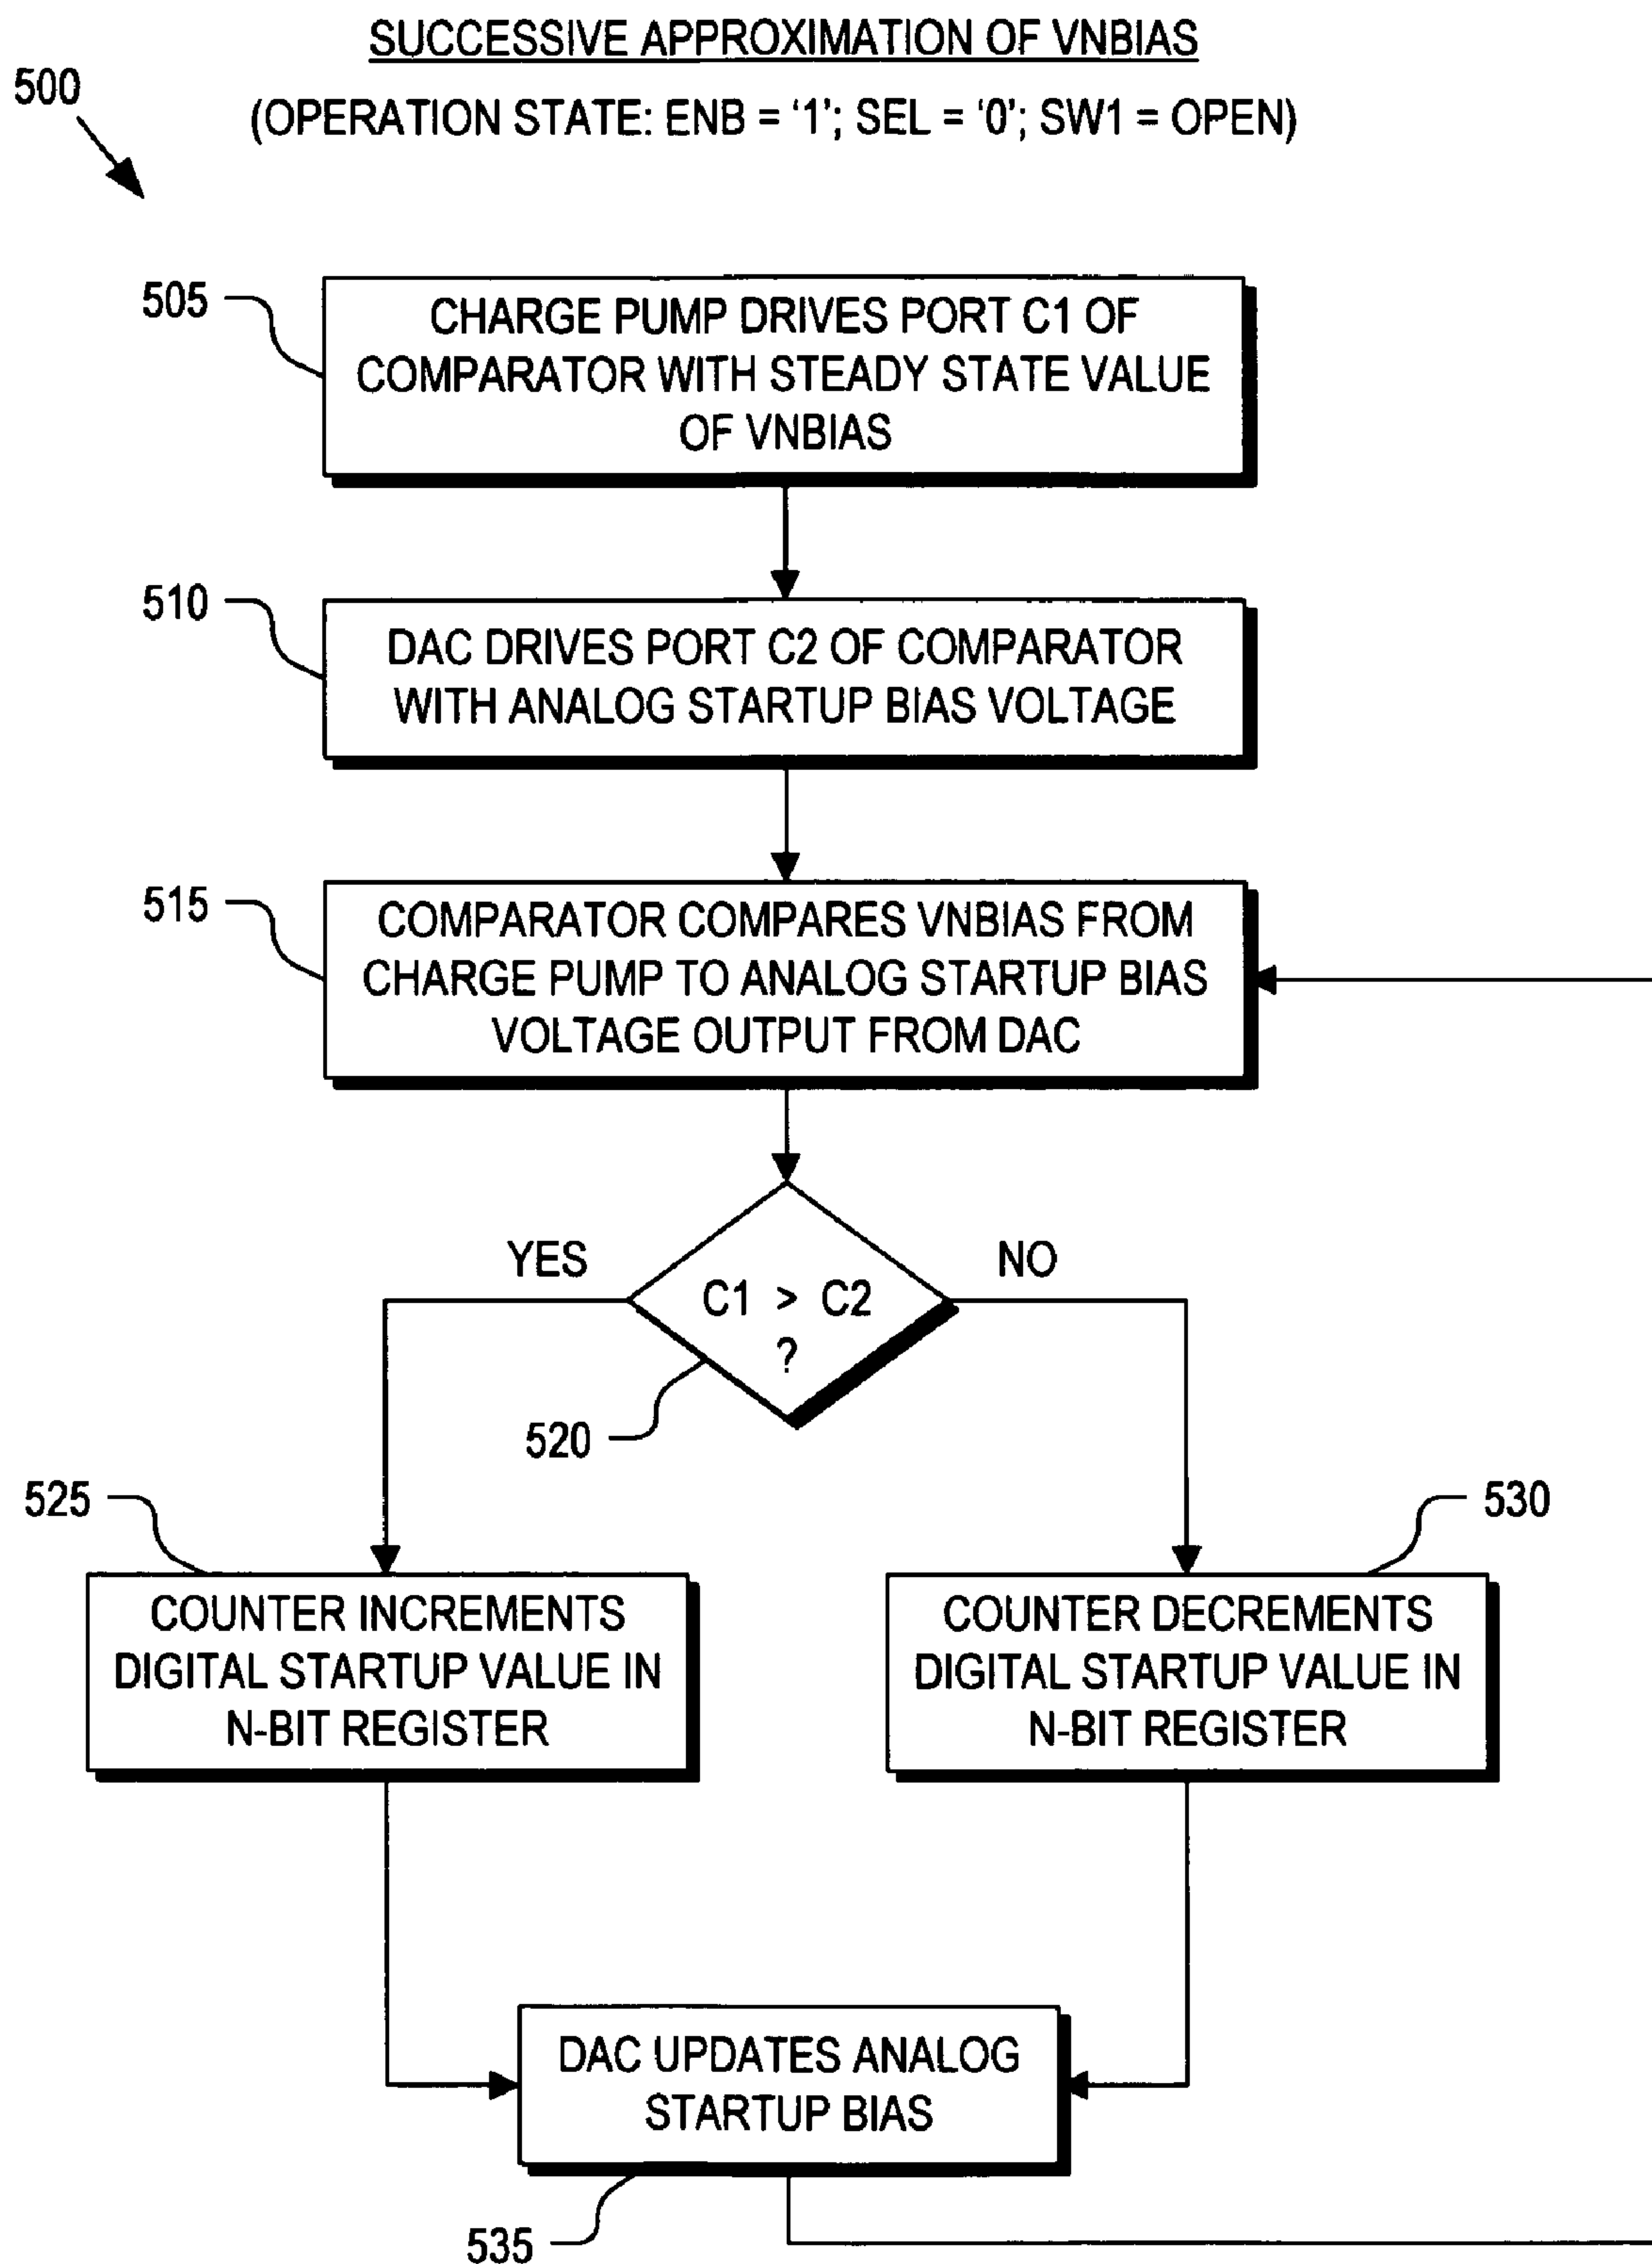 SUCCESSIVE APPROXIMATION OF VNBIAS
500
(OPERATION STATE: ENB = ‘1’; SEL = ‘0’; SW1 = OPEN)
505
CHARGE PUMP DRIVES PORT C1 OF
COMPARATOR WITH STEADY STATE VALUE
OF VNBIAS
510
DAC DRIVES PORT C2 OF COMPARATOR
WITH ANALOG STARTUP BIAS VOLTAGE
515
COMPARATOR COMPARES VNBIAS FROM
CHARGE PUMP TO ANALOG STARTUP BIAS
VOLTAGE OUTPUT FROM DAC
YES
NO
C1 > C2
?
520
525
530
COUNTER INCREMENTS
DIGITAL STARTUP VALUE IN
N-BIT REGISTER
COUNTER DECREMENTS
DIGITAL STARTUP VALUE IN
N-BIT REGISTER
DAC UPDATES ANALOG
STARTUP BIAS
535